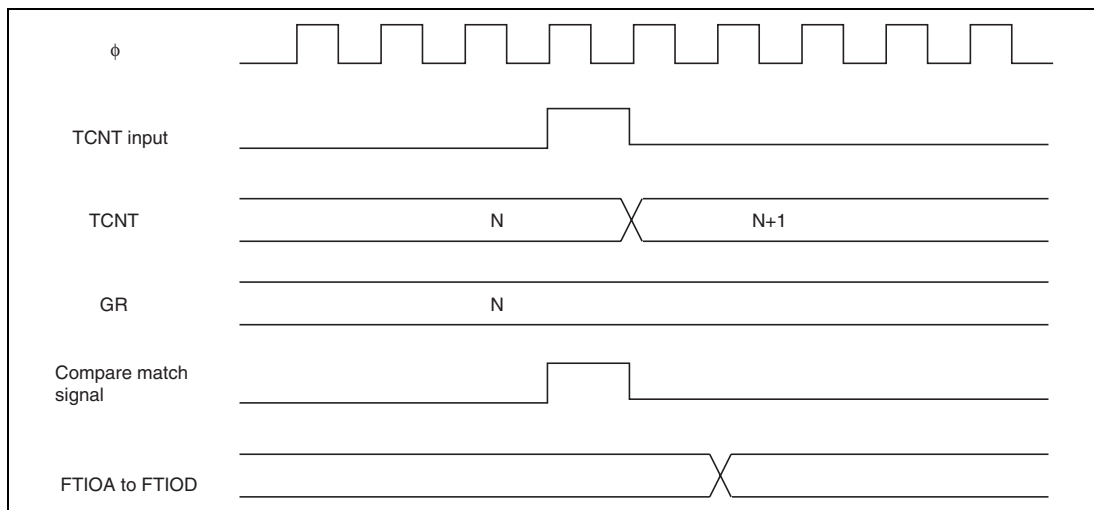 ϕ
TCNT input
TCNT
N
N+1
GR
N
Compare match
signal
FTIOA to FTIOD